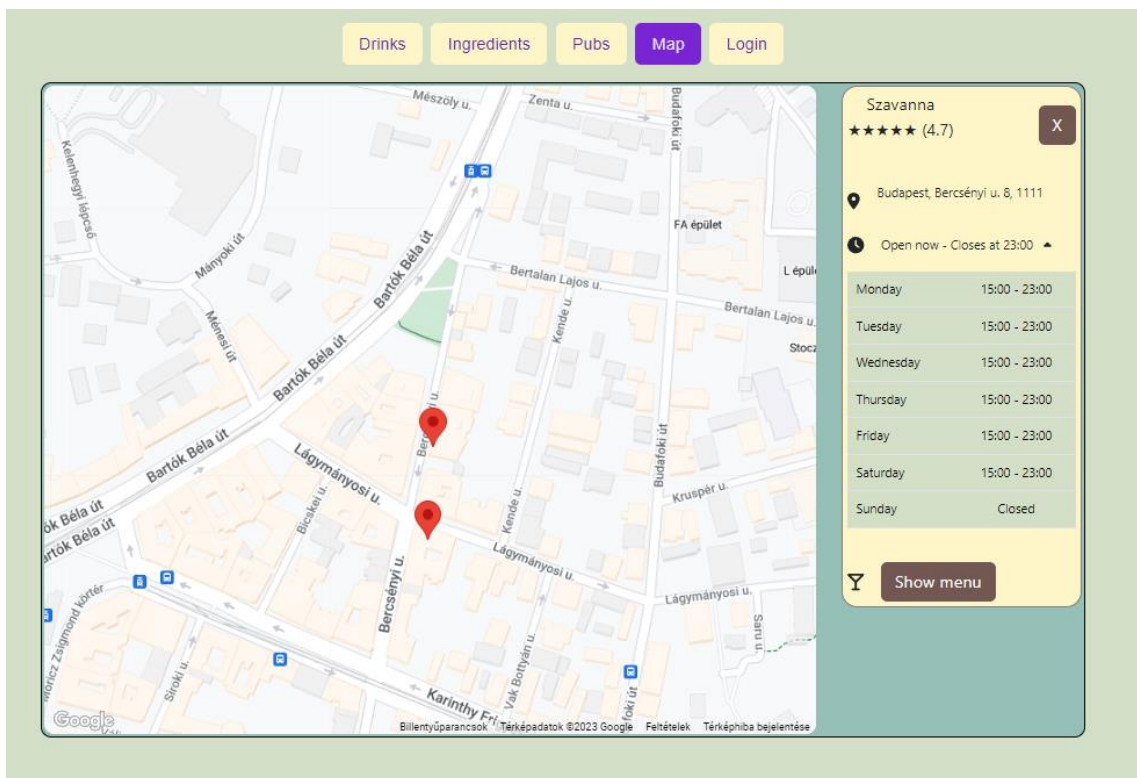 Drinks
Ingredients
Pubs
Map
Login
Mészöly u.
Zenta u.
Budafoki út
Kelenhegyi lépcső
Mányoki út
FA épület
Bartók Béla út
L épül
Bertalan Lajos u.
Bertalan Lajos u.
Kende u.
Ménesi út
Stocz
Bartók Béla út
Bartók Béla út
Budafoki út
Lágymányosi u.
Bicskei u.
Kruspér u.
Kende u.
ók Béla út
artók Béla út
Lágymányosi u.
Bercsényi u.
Lágymányosi u.
Saru u.
Móricz Zsigmond körtér
Siroki u.
Vak Bottyán u.
Karinthy Fri
foki út
Google
Billentyűparancsok
Térképadatok ©2023 Google
Feltételek
Térképhiba bejelentése
Szavanna
★★★★★ (4.7)
X
Budapest, Bercsényi u. 8, 1111
Open now - Closes at 23:00
Monday 15:00 - 23:00
Tuesday 15:00 - 23:00
Wednesday 15:00 - 23:00
Thursday 15:00 - 23:00
Friday 15:00 - 23:00
Saturday 15:00 - 23:00
Sunday Closed
Show menu